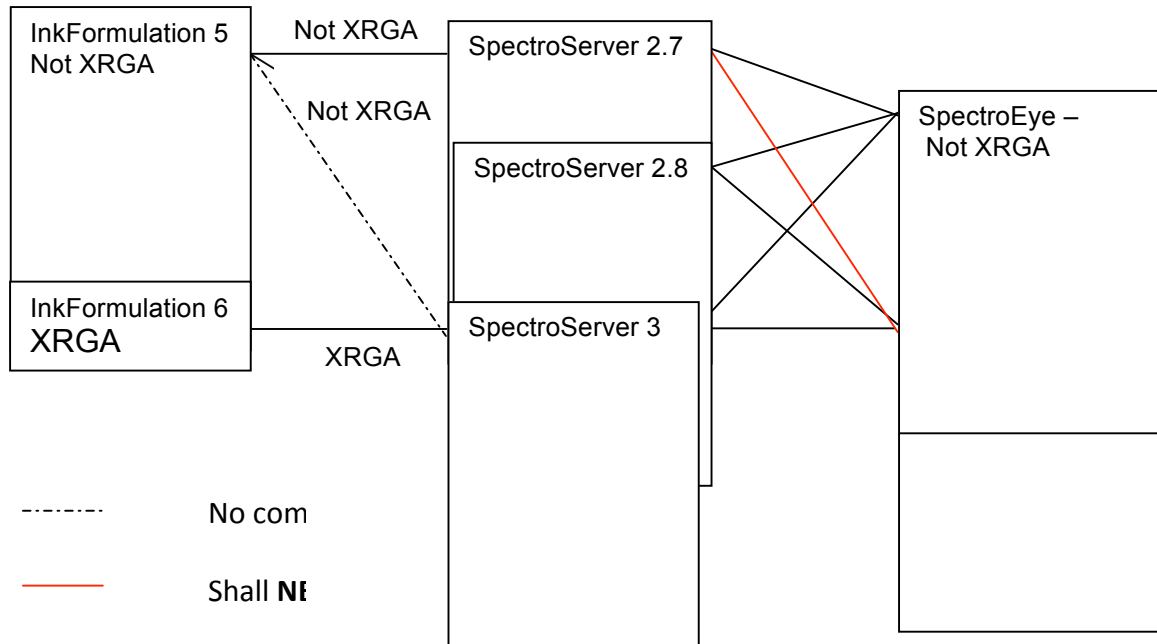 InkFormulation 5
Not XRGA
Not XRGA
Not XRGA
SpectroServer 2.7
SpectroServer 2.8
SpectroEye –
Not XRGA
InkFormulation 6
XRGA
XRGA
SpectroServer 3
No com
Shall